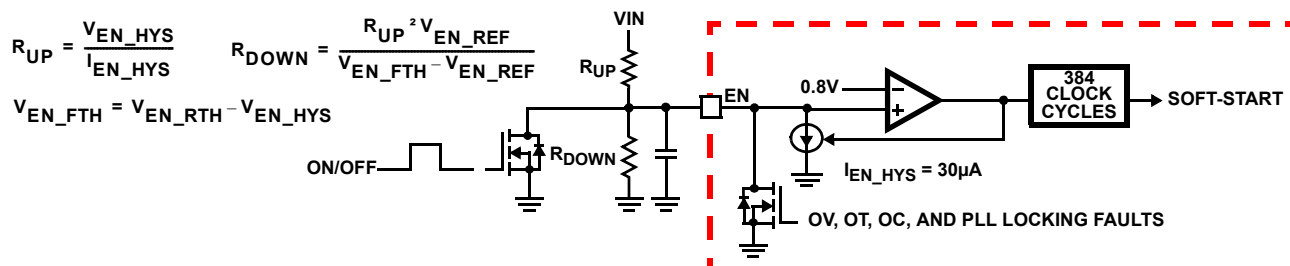 R_UP = V_EN_HYS / I_EN_HYS
R_DOWN = R_UP ² V_EN_REF / V_EN_FTH – V_EN_REF
V_EN_FTH = V_EN_RTH – V_EN_HYS
VIN
R_UP
R_DOWN
ON/OFF
EN
0.8V
–
+
I_EN_HYS = 30µA
384
CLOCK
CYCLES
SOFT-START
OV, OT, OC, AND PLL LOCKING FAULTS